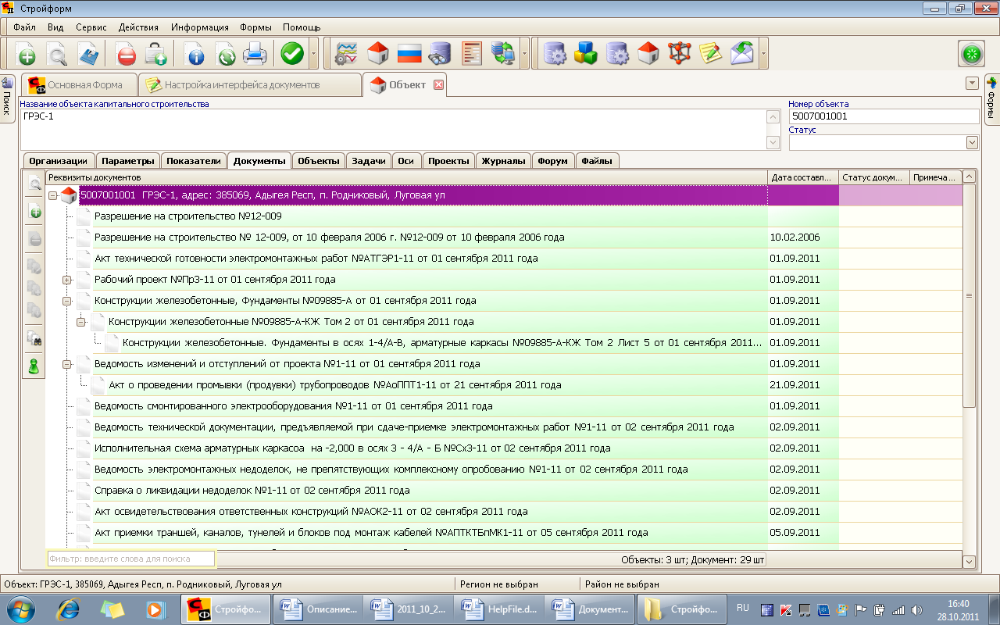 Стройформ
Файл Вид Сервис Действия Информация Формы Помощь
Основная Форма Настройка интерфейса документов Объект
Поиск
Формы
Название объекта капитального строительства Номер объекта
ГРЭС-1 5007001001
Статус
Организации Параметры Показатели Документы Объекты Задачи Оси Проекты Журналы Форум Файлы
Реквизиты документов Дата составл... Статус докум... Примеча...
5007001001 ГРЭС-1, адрес: 385069, Адыгея Респ, п. Родниковый, Луговая ул
Разрешение на строительство №12-009
Разрешение на строительство № 12-009, от 10 февраля 2006 г. №12-009 от 10 февраля 2006 года 10.02.2006
Акт технической готовности электромонтажных работ №АТГЭР1-11 от 01 сентября 2011 года 01.09.2011
Рабочий проект №Пр3-11 от 01 сентября 2011 года 01.09.2011
Конструкции железобетонные, Фундаменты №09885-А от 01 сентября 2011 года 01.09.2011
Конструкции железобетонные №09885-А-КЖ Том 2 от 01 сентября 2011 года 01.09.2011
Конструкции железобетонные. Фундаменты в осях 1-4/А-В, арматурные каркасы №09885-А-КЖ Том 2 Лист 5 от 01 сентября 2011... 01.09.2011
Ведомость изменений и отступлений от проекта №1-11 от 01 сентября 2011 года 01.09.2011
Акт о проведении промывки (продувки) трубопроводов №АоППТ1-11 от 21 сентября 2011 года 21.09.2011
Ведомость смонтированного электрооборудования №1-11 от 01 сентября 2011 года 01.09.2011
Ведомость технической документации, предъявляемой при сдаче-приемке электромонтажных работ №1-11 от 02 сентября 2011 года 02.09.2011
Исполнительная схема арматурных каркасоа на -2,000 в осях 3 - 4/А - Б №Сх3-11 от 02 сентября 2011 года 02.09.2011
Ведомость электромонтажных недоделок, не препятствующих комплексному опробованию №1-11 от 02 сентября 2011 года 02.09.2011
Справка о ликвидации недоделок №1-11 от 02 сентября 2011 года 02.09.2011
Акт освидетельствования ответственных конструкций №АОК2-11 от 02 сентября 2011 года 02.09.2011
Акт приемки траншей, каналов, тунелей и блоков под монтаж кабелей №АПТКТБпМК1-11 от 05 сентября 2011 года 05.09.2011
Фильтр: введите слова для поиска Объекты: 3 шт; Документ: 29 шт
Объект: ГРЭС-1, 385069, Адыгея Респ, п. Родниковый, Луговая ул Регион не выбран Район не выбран
Стройфо... Описание... 2011_10_2... HelpFile.d... Документ... Стройфо... RU 16:40
28.10.2011